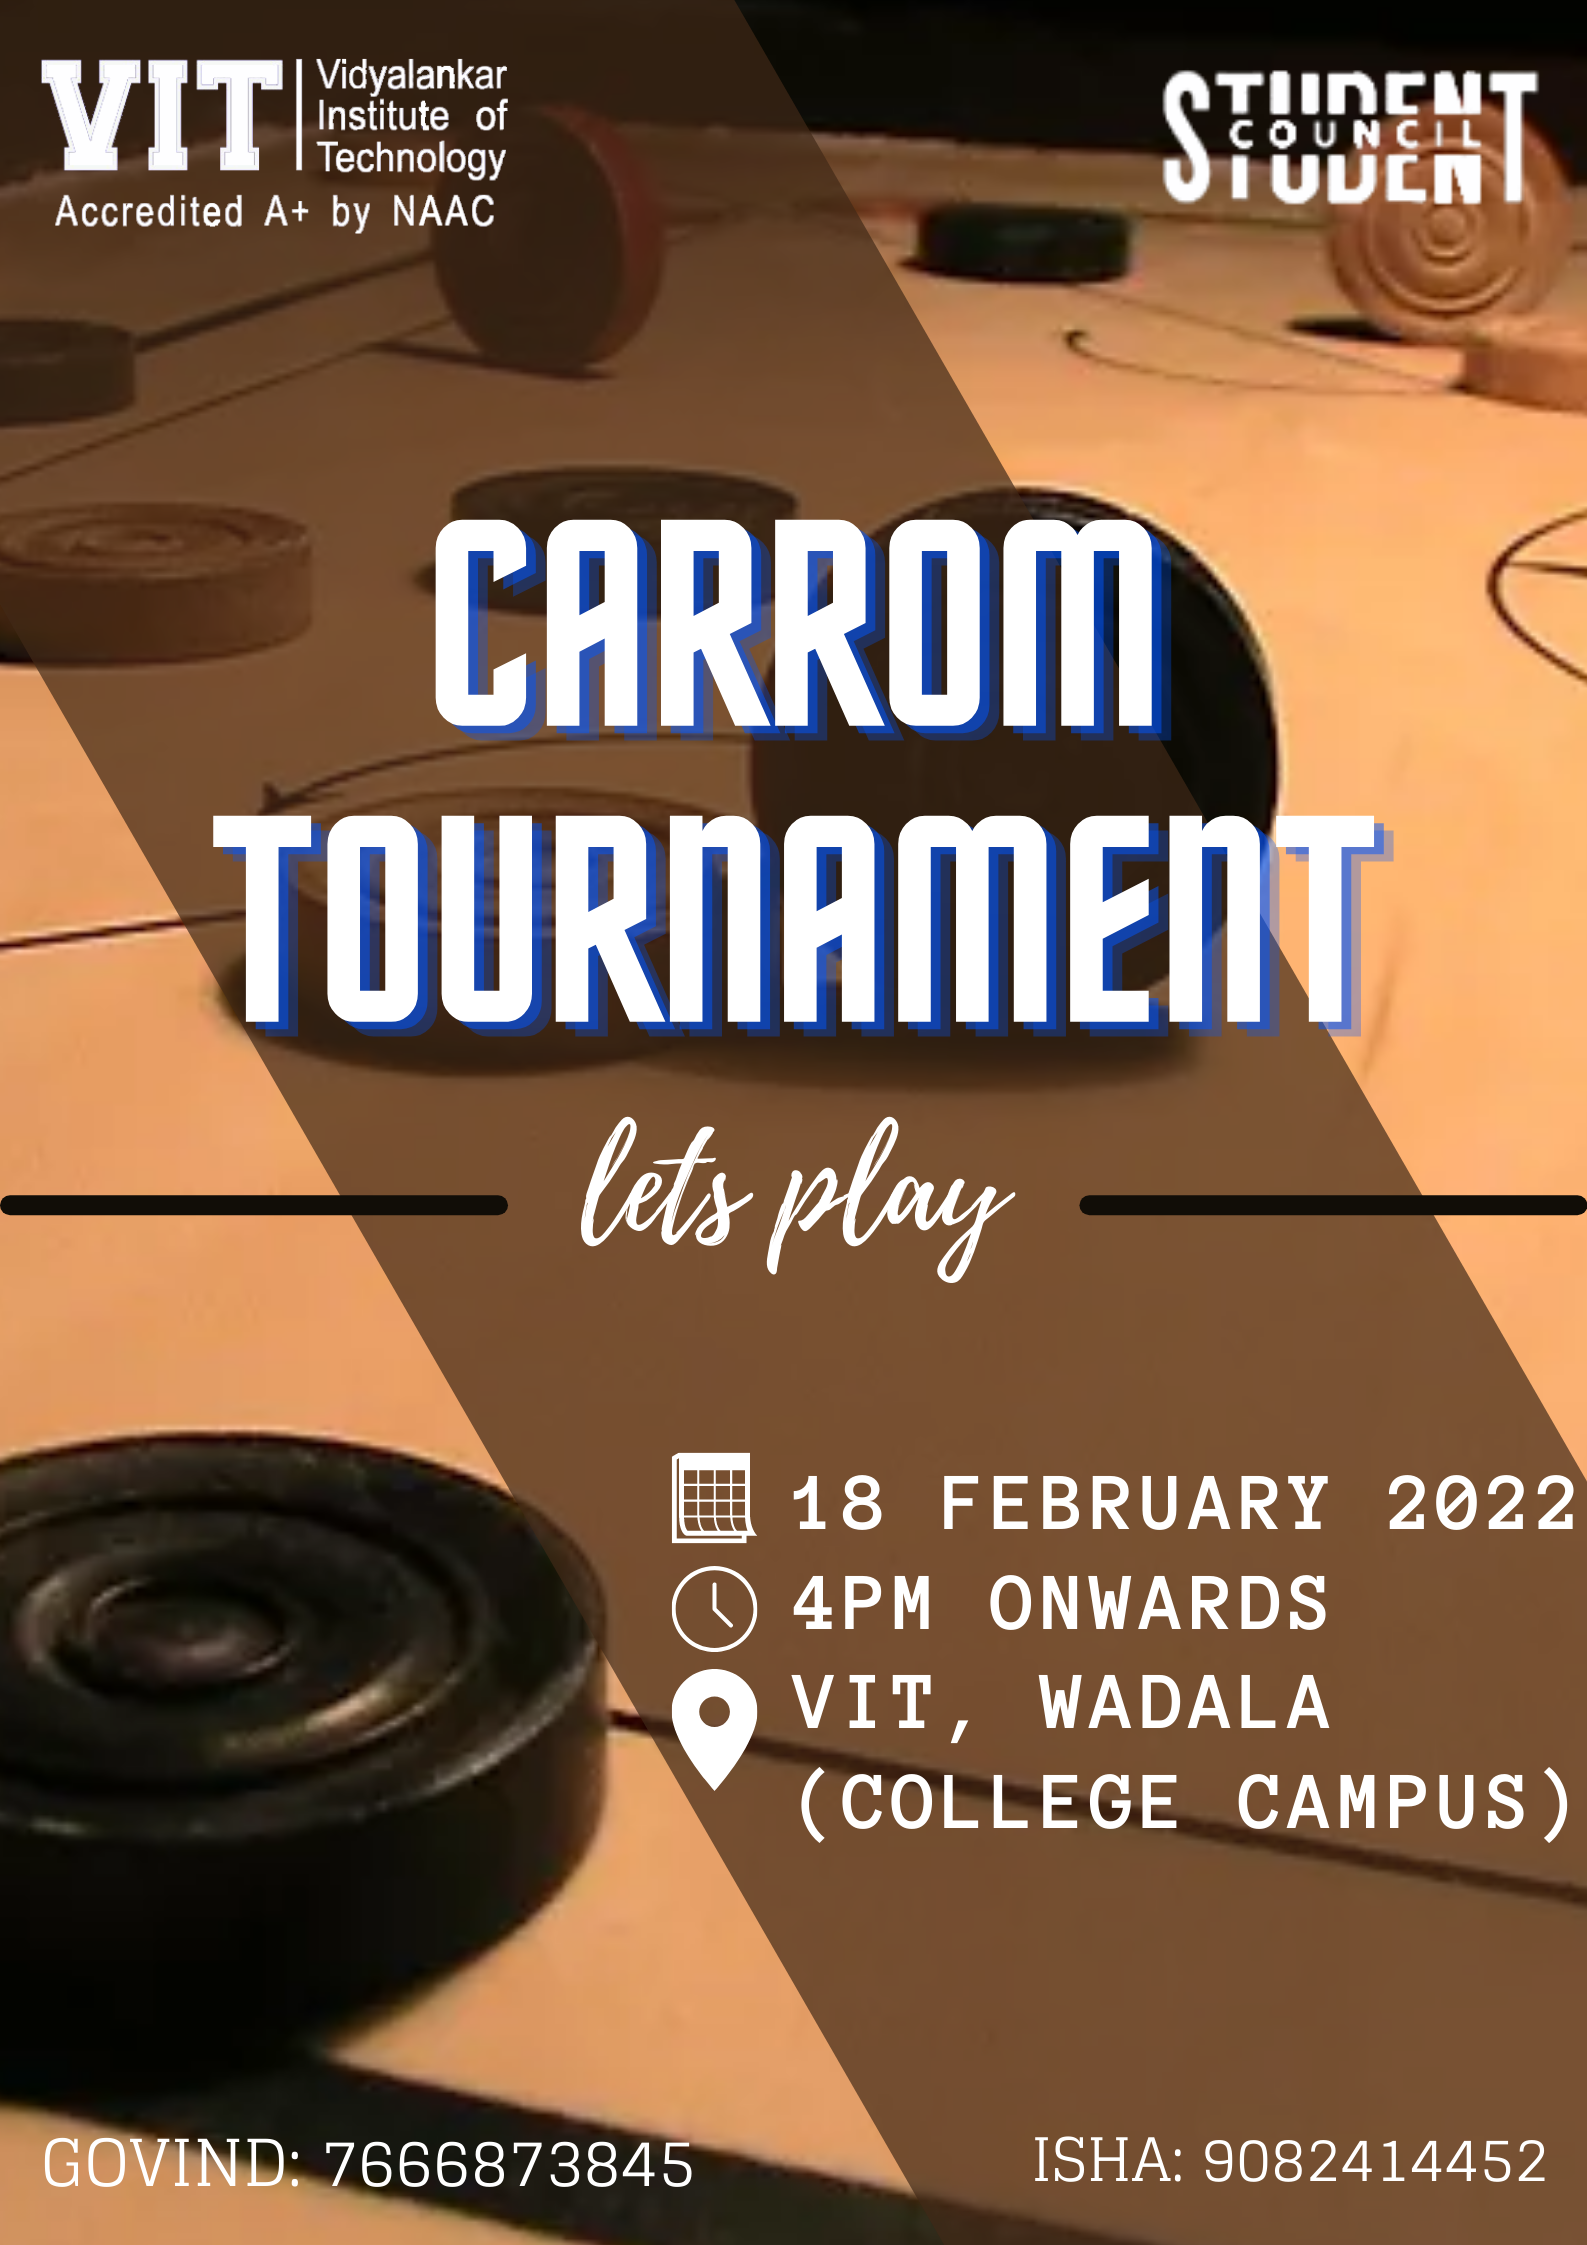 VIT
Vidyalankar
Institute of
Technology
Accredited A+ by NAAC
STUDENT
COUNCIL
CARROM
TOURNAMENT
lets play
18 FEBRUARY 2022
4PM ONWARDS
VIT, WADALA
(COLLEGE CAMPUS)
GOVIND: 7666873845
ISHA: 9082414452